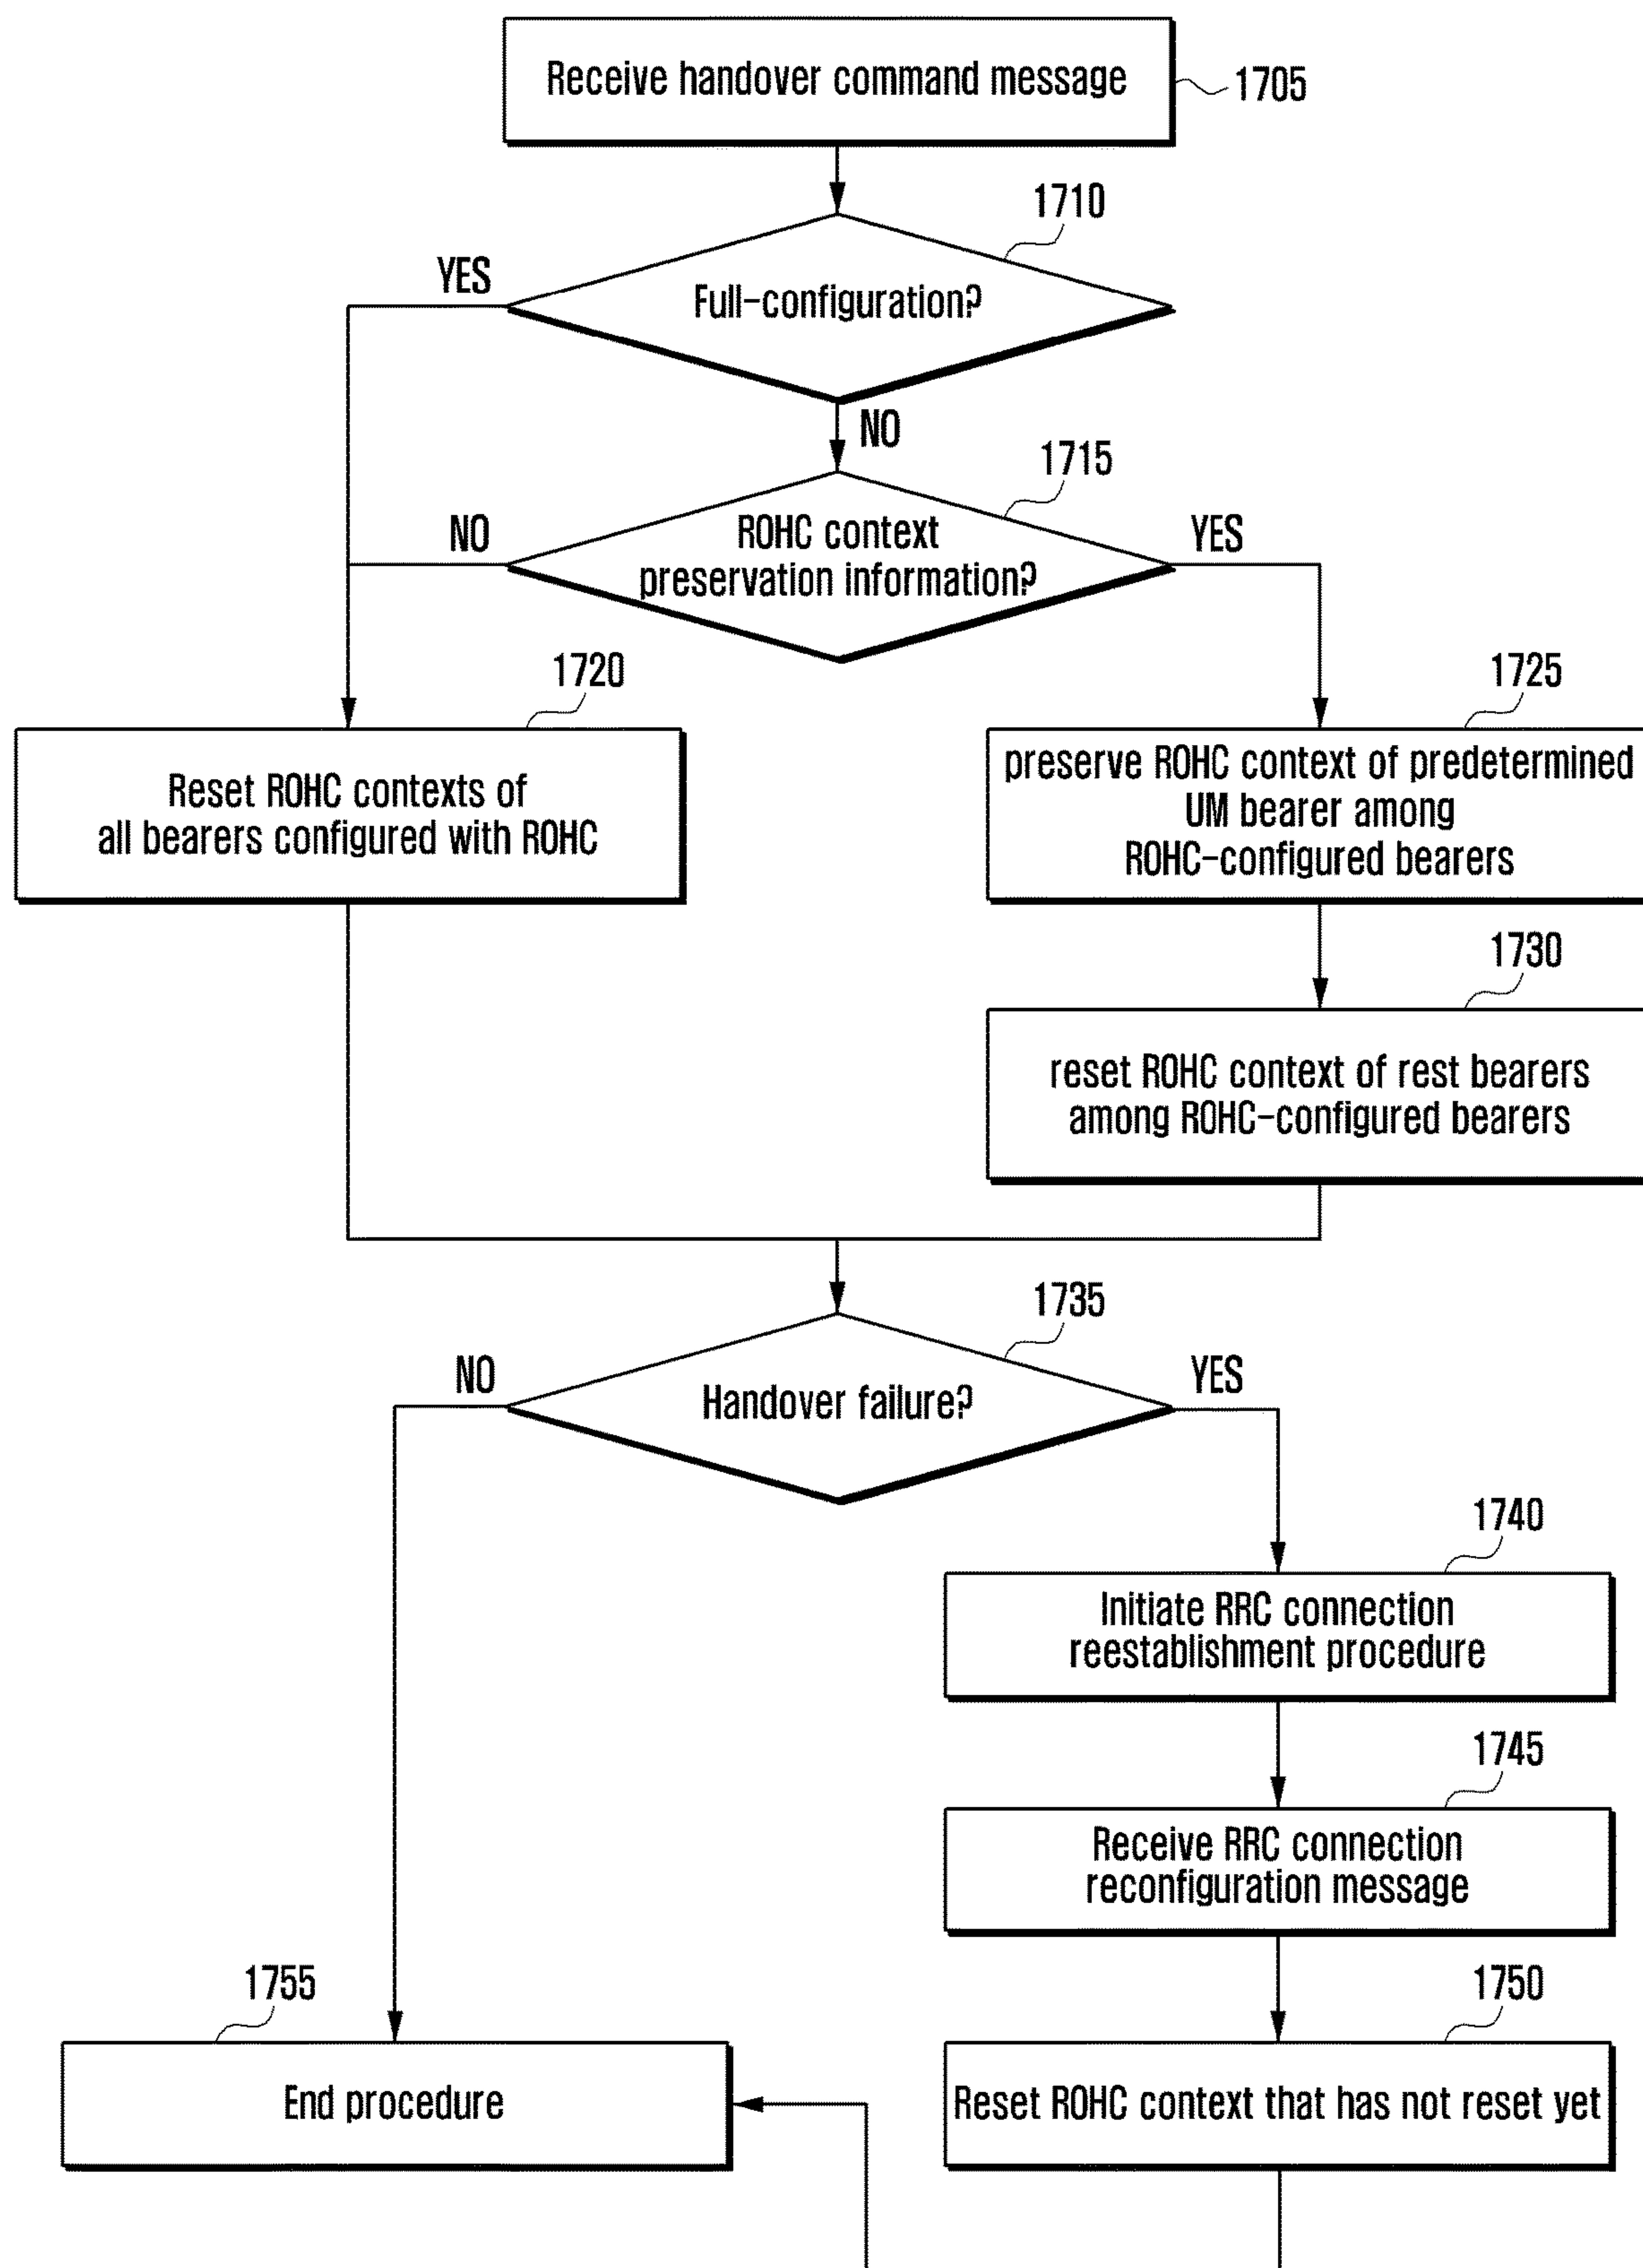 Receive handover command message
1705
1710
YES
Full-configuration?
NO
1715
NO
ROHC context
preservation information?
YES
1720
1725
Reset ROHC contexts of
all bearers configured with ROHC
preserve ROHC context of predetermined
UM bearer among
ROHC-configured bearers
1730
reset ROHC context of rest bearers
among ROHC-configured bearers
1735
NO
Handover failure?
YES
1740
Initiate RRC connection
reestablishment procedure
1745
Receive RRC connection
reconfiguration message
1755
1750
End procedure
Reset ROHC context that has not reset yet